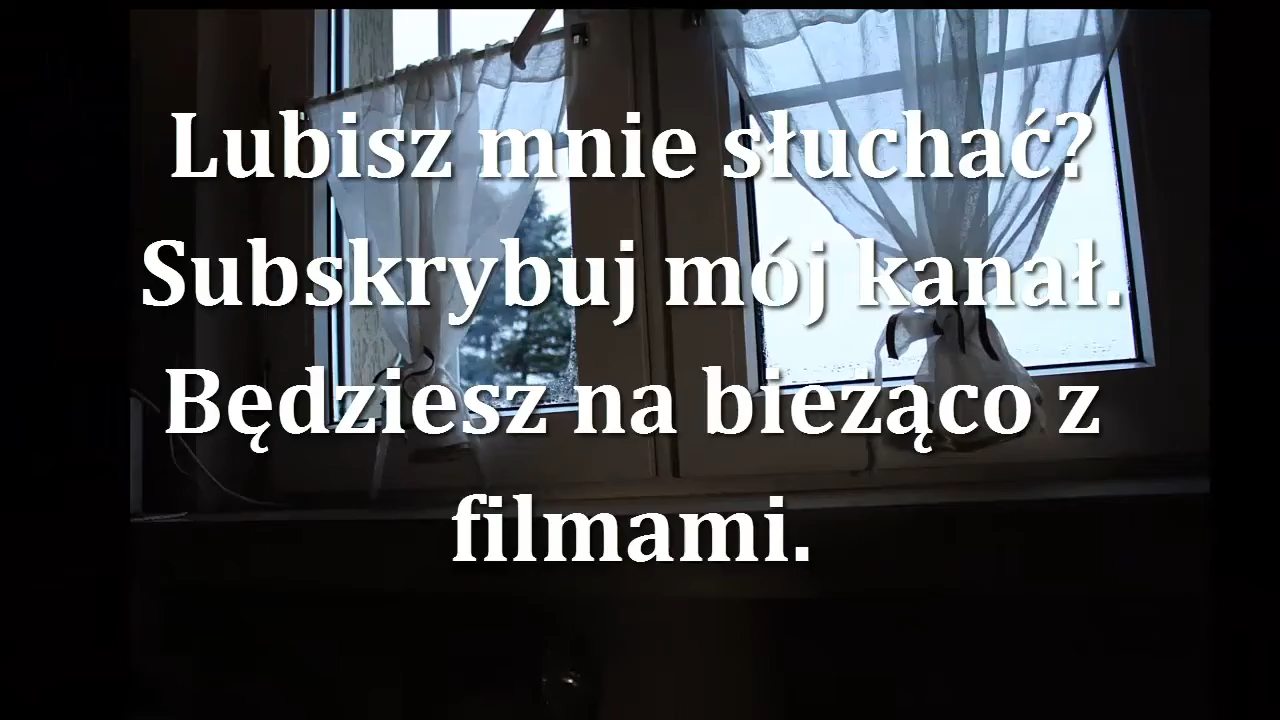 Lubisz mnie słuchać?
Subskrybuj mój kanał.
Będziesz na bieżąco z
filmami.